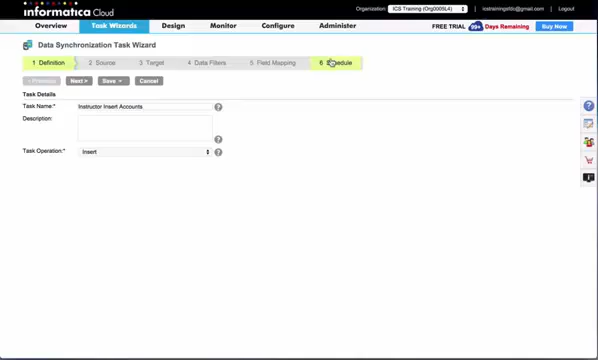 informatica Cloud
Organization: ICS Training (Org0005L4) | icstrainingsfdc@gmail.com | Logout
Overview Task Wizards Design Monitor Configure Administer FREE TRIAL 99+ Days Remaining Buy Now
Data Synchronization Task Wizard
1 Definition 2 Source 3 Target 4 Data Filters 5 Field Mapping 6 Schedule
< Previous Next > Save Cancel
Task Details
Task Name:* Instructor Insert Accounts
Description:
Task Operation:* Insert